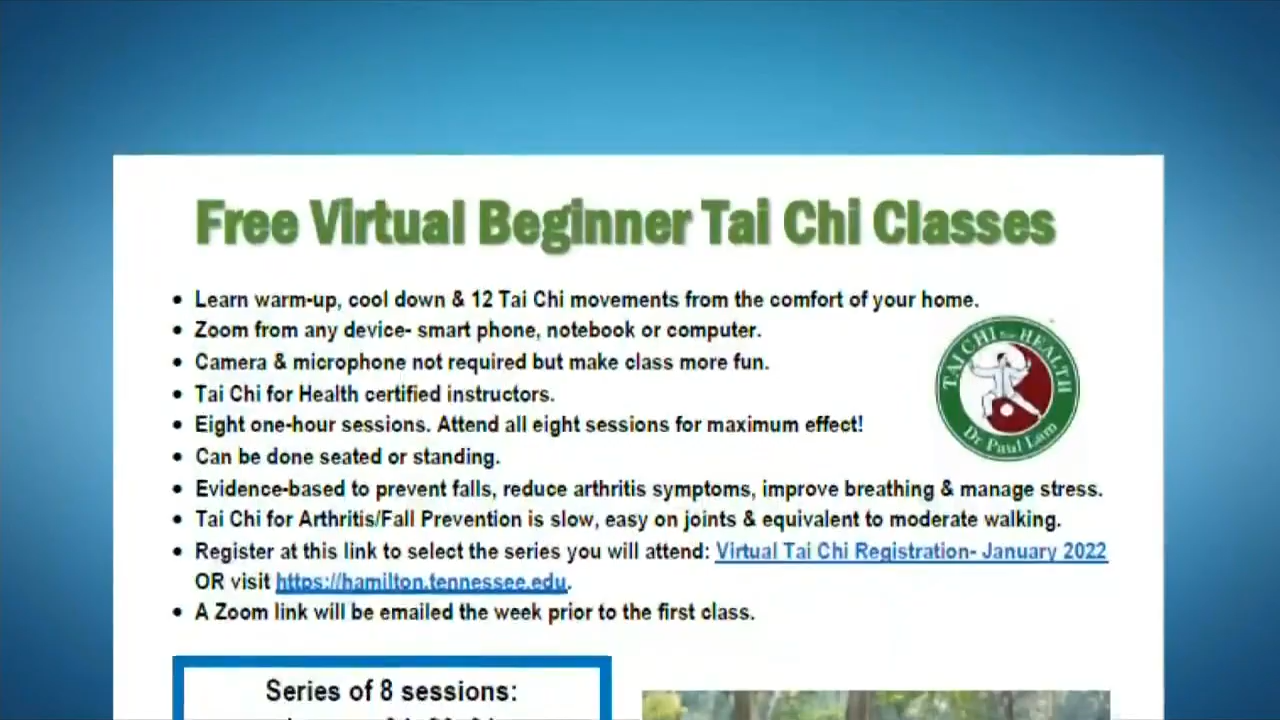 Free Virtual Beginner Tai Chi Classes
• Learn warm-up, cool down & 12 Tai Chi movements from the comfort of your home.
• Zoom from any device- smart phone, notebook or computer.
• Camera & microphone not required but make class more fun.
• Tai Chi for Health certified instructors.
• Eight one-hour sessions. Attend all eight sessions for maximum effect!
• Can be done seated or standing.
• Evidence-based to prevent falls, reduce arthritis symptoms, improve breathing & manage stress.
• Tai Chi for Arthritis/Fall Prevention is slow, easy on joints & equivalent to moderate walking.
• Register at this link to select the series you will attend: Virtual Tai Chi Registration- January 2022
OR visit https://hamilton.tennessee.edu.
• A Zoom link will be emailed the week prior to the first class.
TAI CHI for HEALTH
Dr Paul Lam
Series of 8 sessions: